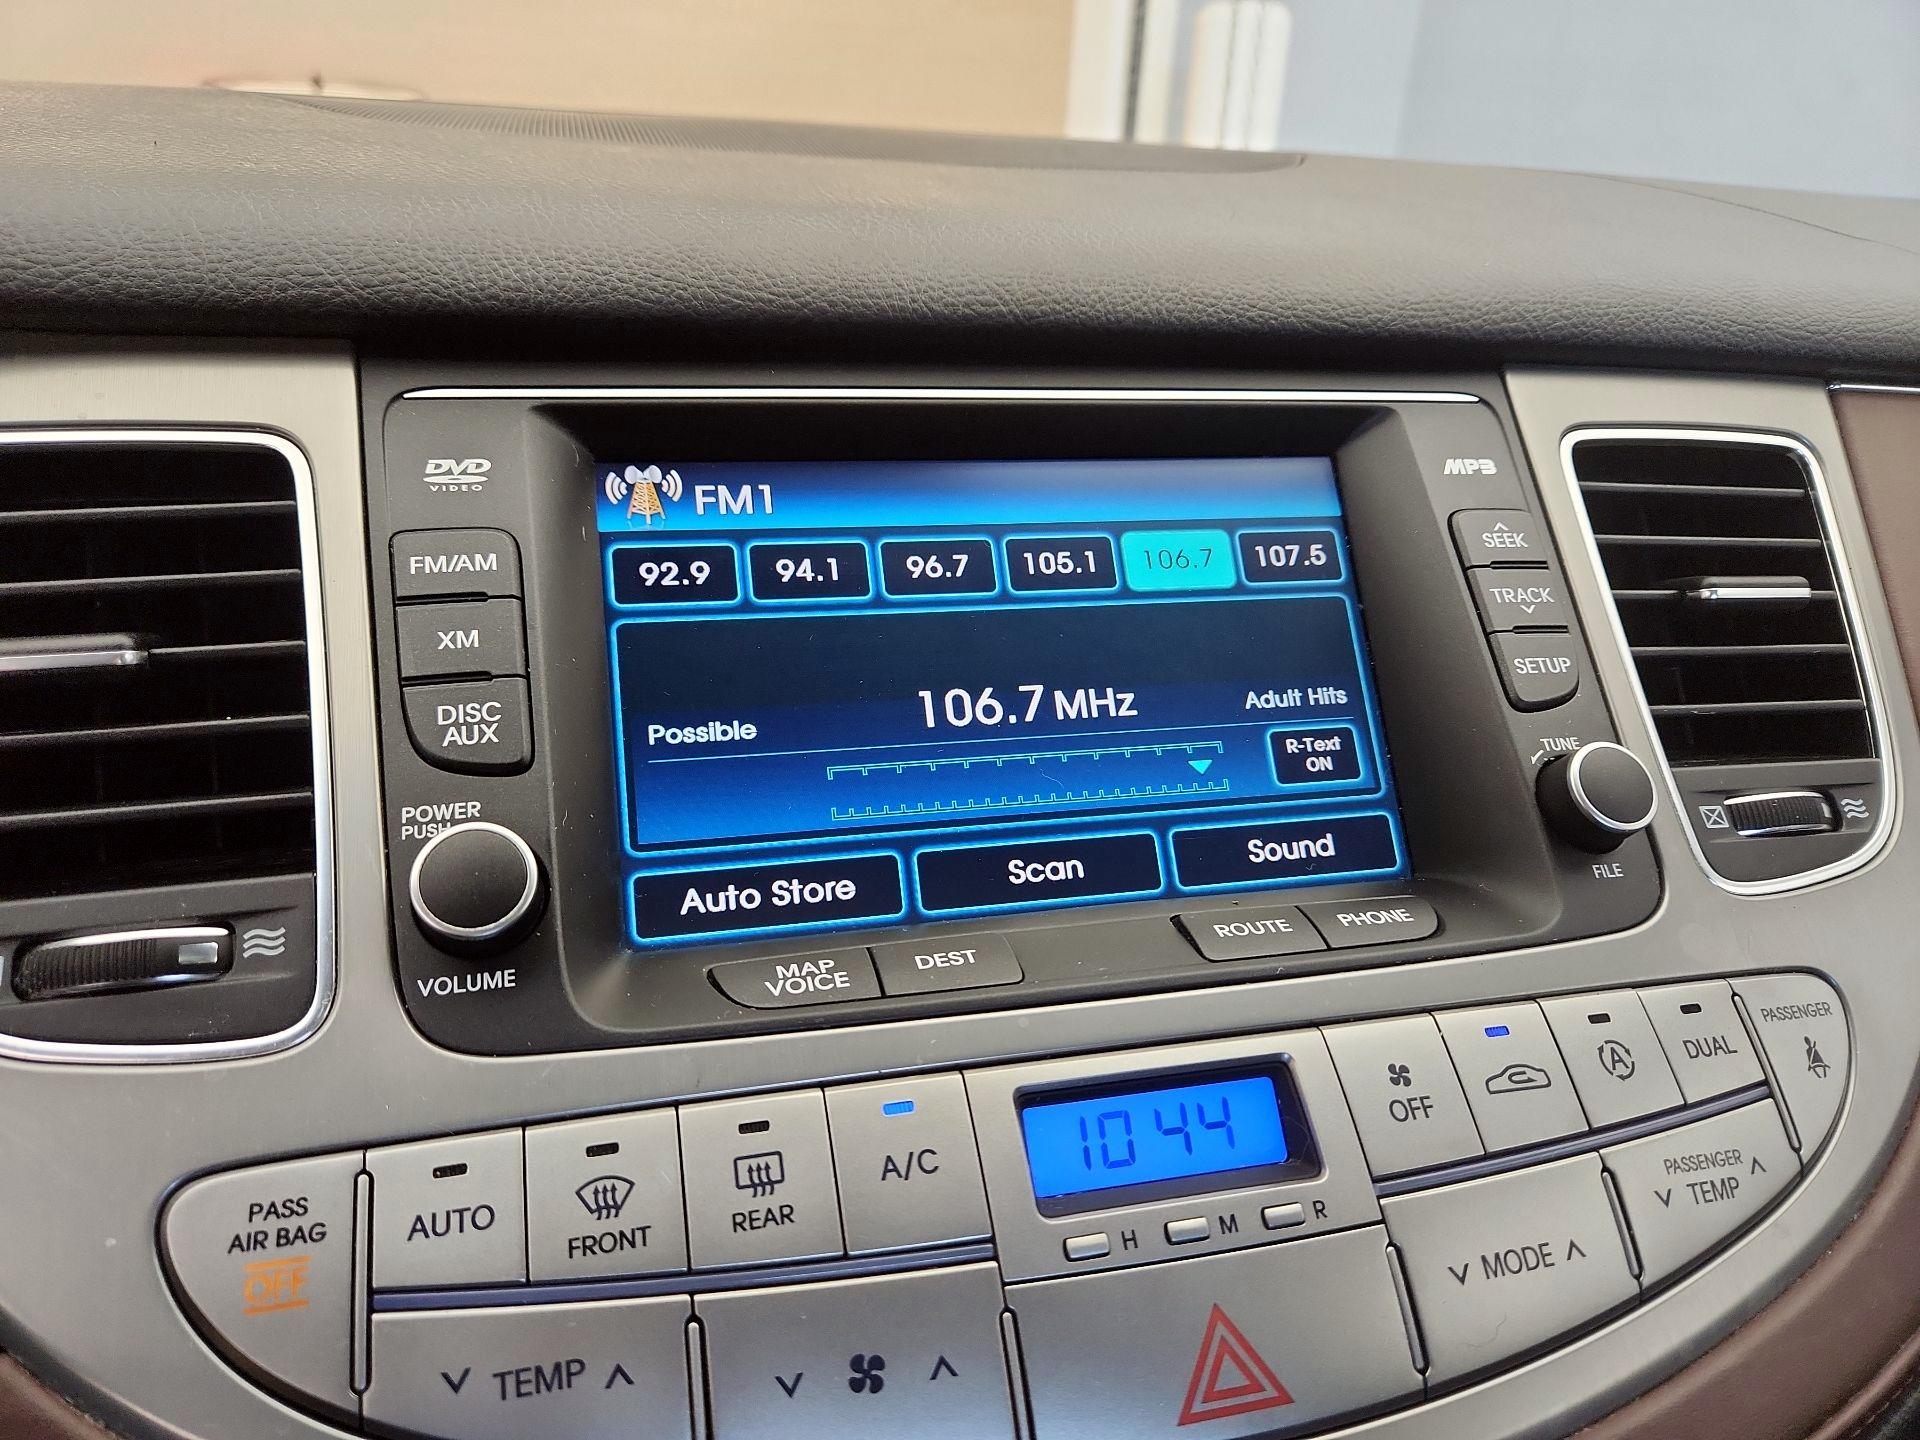 DVD
VIDEO
MP3
FM1
92.9 94.1 96.7 105.1 106.7 107.5
FM/AM
XM
DISC
AUX
SEEK
TRACK
SETUP
106.7 MHz
Adult Hits
Possible
R-Text
ON
POWER
PUSH
VOLUME
TUNE
FILE
Auto Store
Scan
Sound
MAP
VOICE
DEST
ROUTE
PHONE
PASS
AIR BAG
OFF
AUTO
FRONT
REAR
A/C
10 44
H M R
OFF
A
DUAL
PASSENGER
TEMP
MODE
PASSENGER
TEMP